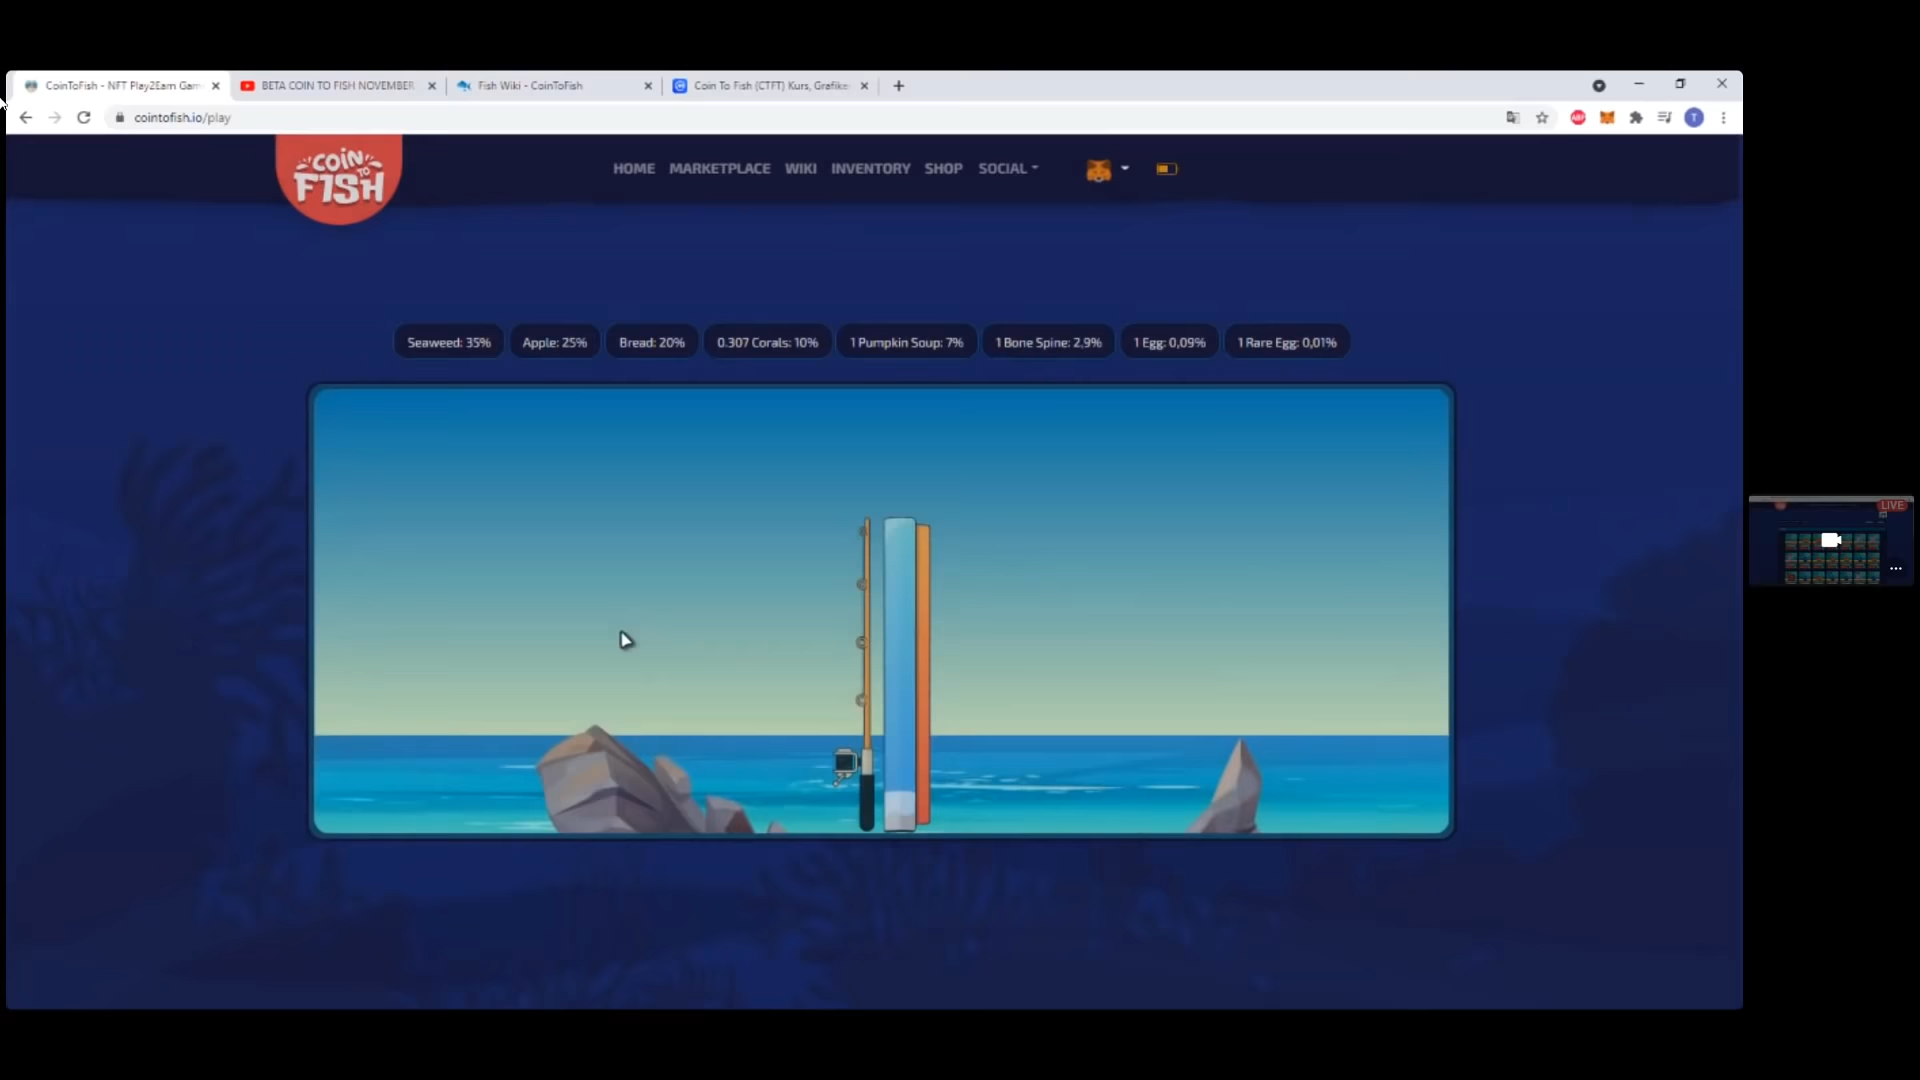 CoinToFish - NFT Play2Earn Gam
BETA COIN TO FISH NOVEMBER
Fish Wiki - CoinToFish
Coin To Fish (CTFT) Kurs, Grafike
cointofish.io/play
ABP
T
COIN TO FISH
HOME
MARKETPLACE
WIKI
INVENTORY
SHOP
SOCIAL
Seaweed: 35%
Apple: 25%
Bread: 20%
0.307 Corals: 10%
1 Pumpkin Soup: 7%
1 Bone Spine: 2,9%
1 Egg: 0,09%
1 Rare Egg: 0,01%
LIVE